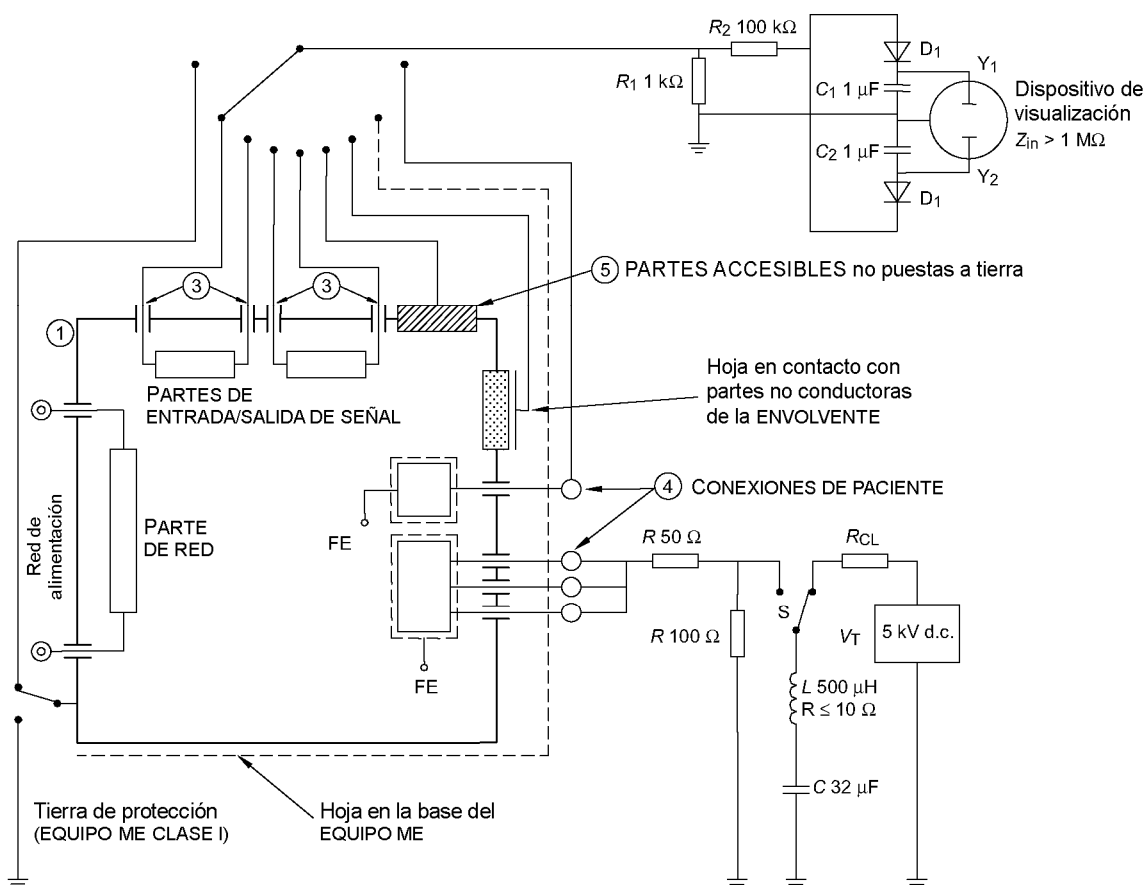 R2 100 kΩ
D1
Y1
R1 1 kΩ
C1 1 µF
Dispositivo de
visualización
Zin > 1 MΩ
C2 1 µF
Y2
D1
5 PARTES ACCESIBLES no puestas a tierra
3
3
1
Hoja en contacto con
partes no conductoras
de la ENVOLVENTE
PARTES DE
ENTRADA/SALIDA DE SEÑAL
Red de
alimentación
PARTE
DE RED
4 CONEXIONES DE PACIENTE
FE
R 50 Ω
RCL
S
R 100 Ω
VT
5 kV d.c.
FE
L 500 µH
R ≤ 10 Ω
C 32 µF
Tierra de protección
(EQUIPO ME CLASE I)
Hoja en la base del
EQUIPO ME